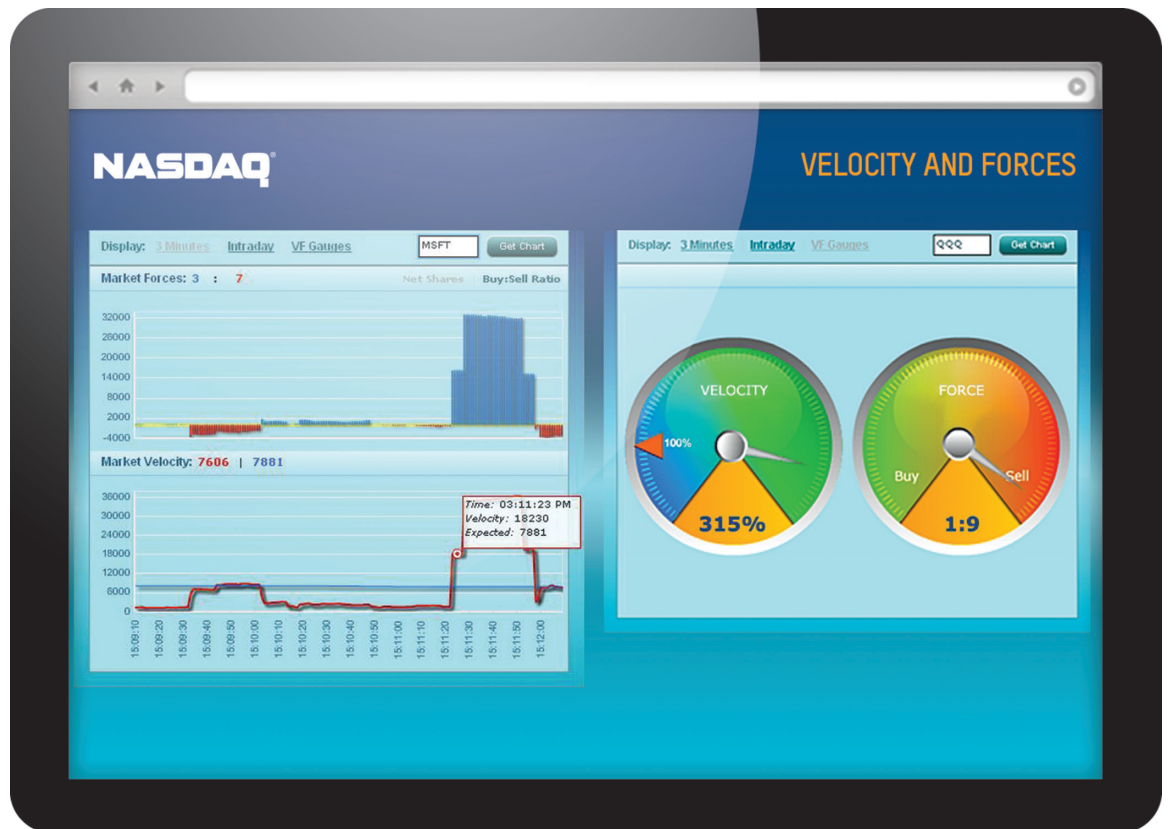 NASDAQ®
VELOCITY AND FORCES
Display: 3 Minutes Intraday VF Gauges MSFT Get Chart
Market Forces: 3 : 7 Net Shares Buy:Sell Ratio
32000
26000
20000
14000
8000
2000
-4000
Market Velocity: 7606 | 7881
36000
30000
24000
18000
12000
6000
0
Time: 03:11:23 PM
Velocity: 18230
Expected: 7881
15:09:10
15:09:20
15:09:30
15:09:40
15:09:50
15:10:00
15:10:10
15:10:20
15:10:30
15:10:40
15:10:50
15:11:00
15:11:10
15:11:20
15:11:30
15:11:40
15:11:50
15:12:00
Display: 3 Minutes Intraday VF Gauges QQQ Get Chart
VELOCITY
100%
315%
FORCE
Buy
Sell
1:9